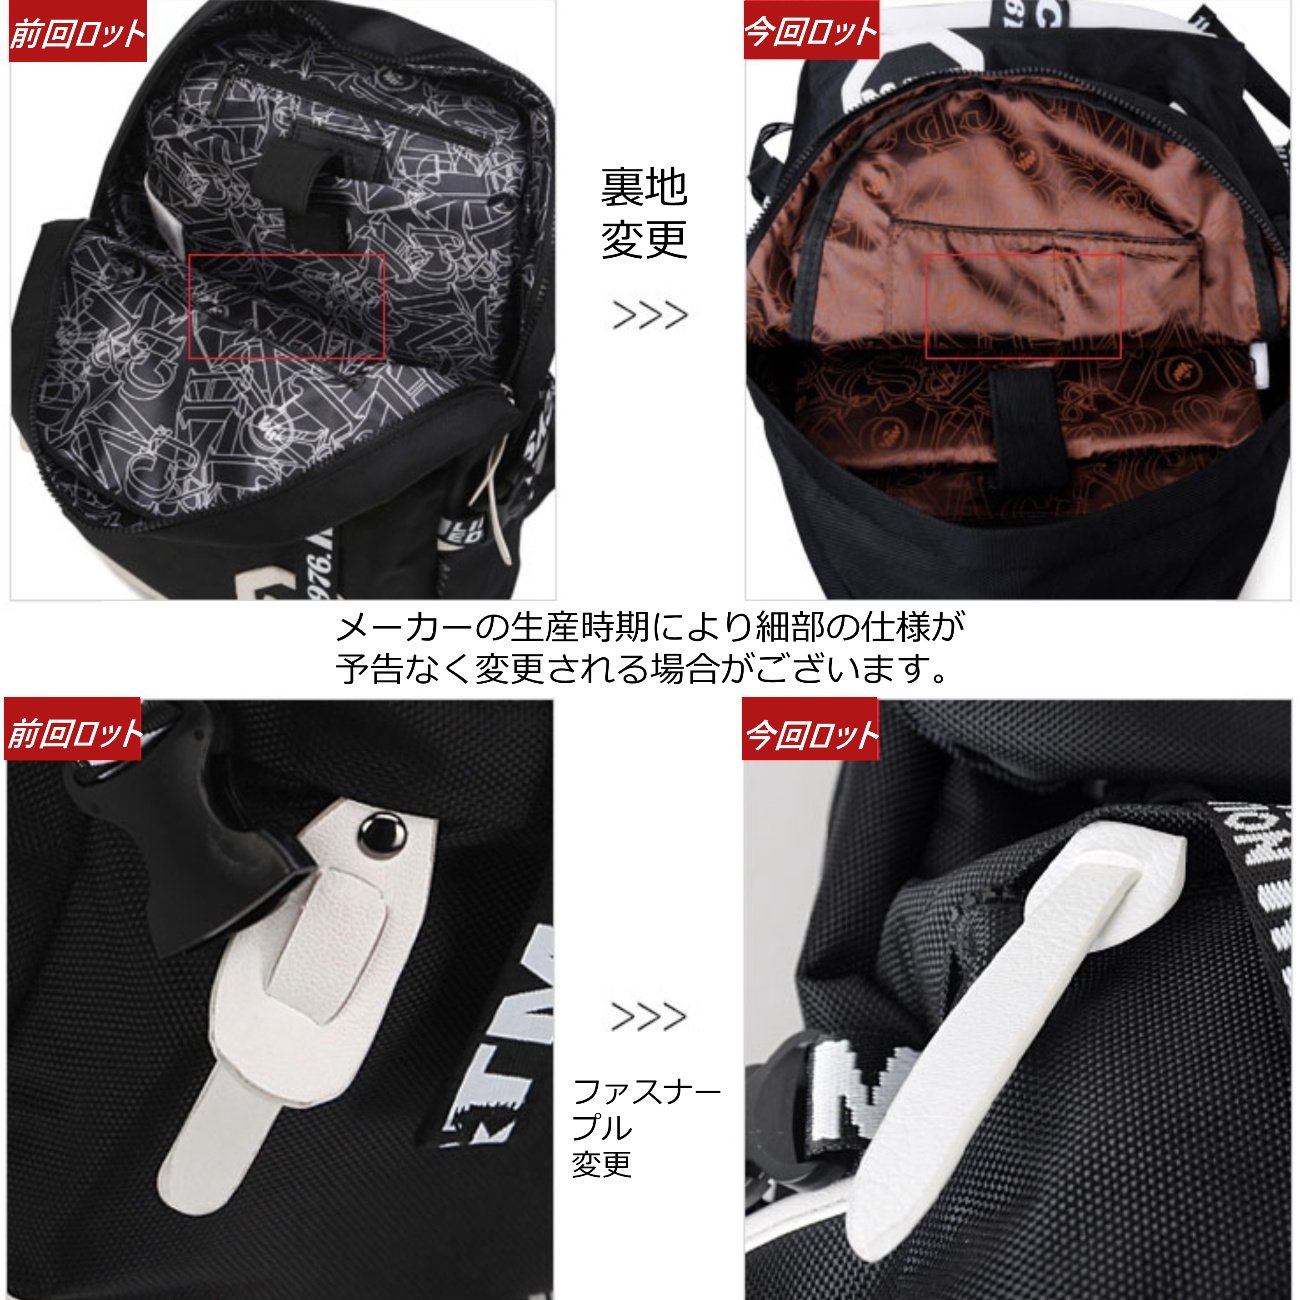 前回ロット
今回ロット
裏地
変更
>>>
976.
LI
ED
メーカーの生産時期により細部の仕様が
予告なく変更される場合がございます。
前回ロット
今回ロット
>>>
ファスナー
プル
変更